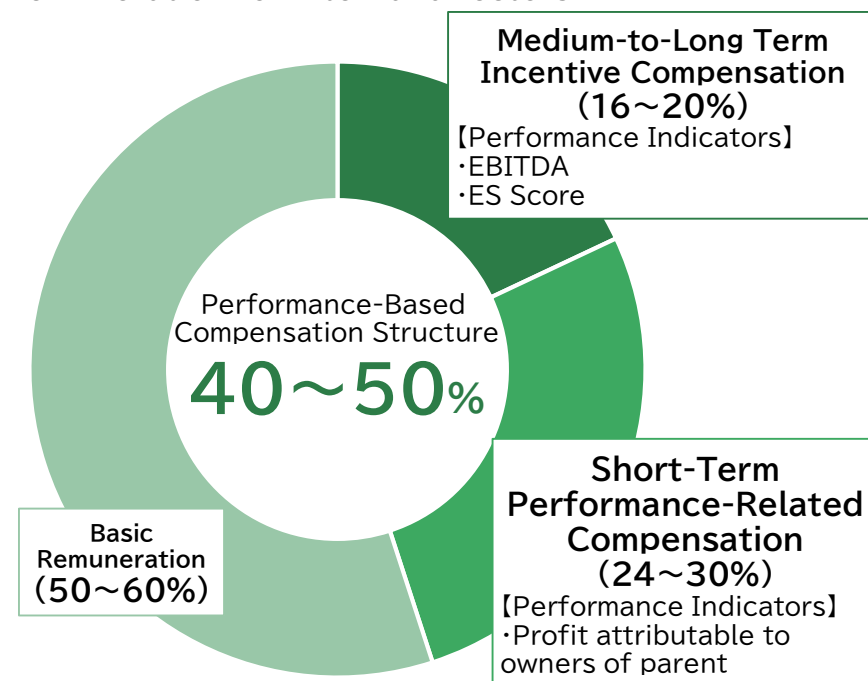 Medium-to-Long Term
Incentive Compensation
(16～20%)
【Performance Indicators】
・EBITDA
・ES Score
Performance-Based
Compensation Structure
40～50%
Basic
Remuneration
(50～60%)
Short-Term
Performance-Related
Compensation
(24～30%)
【Performance Indicators】
・Profit attributable to
owners of parent